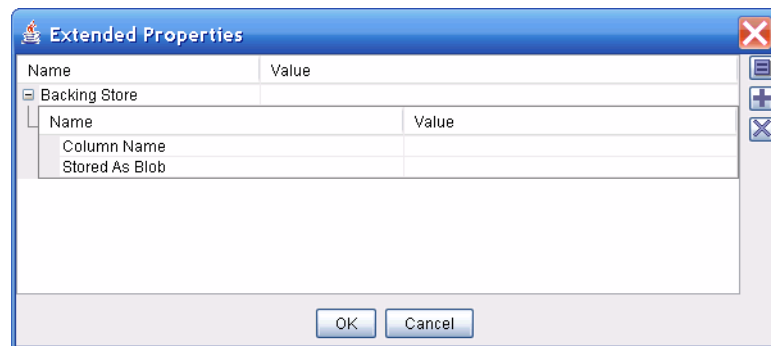 Extended Properties
Name Value
Backing Store
Name Value
Column Name
Stored As Blob
OK Cancel